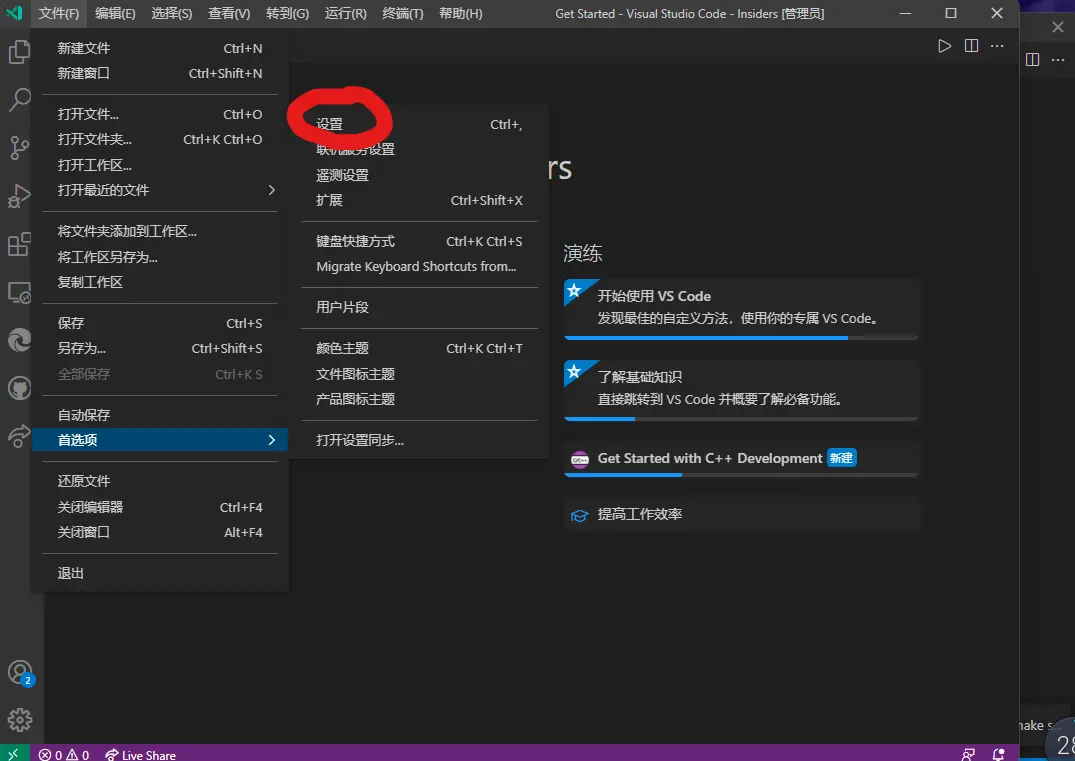 文件(F) 编辑(E) 选择(S) 查看(V) 转到(G) 运行(R) 终端(T) 帮助(H) Get Started - Visual Studio Code - Insiders [管理员]
新建文件 Ctrl+N
新建窗口 Ctrl+Shift+N
打开文件... Ctrl+O
打开文件夹... Ctrl+K Ctrl+O
打开工作区...
打开最近的文件
将文件夹添加到工作区...
将工作区另存为...
复制工作区
保存 Ctrl+S
另存为... Ctrl+Shift+S
全部保存 Ctrl+K S
自动保存
首选项
还原文件
关闭编辑器 Ctrl+F4
关闭窗口 Alt+F4
退出
设置 Ctrl+,
联机服务设置
遥测设置
扩展 Ctrl+Shift+X
键盘快捷方式 Ctrl+K Ctrl+S
Migrate Keyboard Shortcuts from...
用户片段
颜色主题 Ctrl+K Ctrl+T
文件图标主题
产品图标主题
打开设置同步...
rs
演练
开始使用 VS Code
发现最佳的自定义方法，使用你的专属 VS Code。
了解基础知识
直接跳转到 VS Code 并概要了解必备功能。
C/C++ Get Started with C++ Development 新建
提高工作效率
2
make s...
28
0 0 Live Share